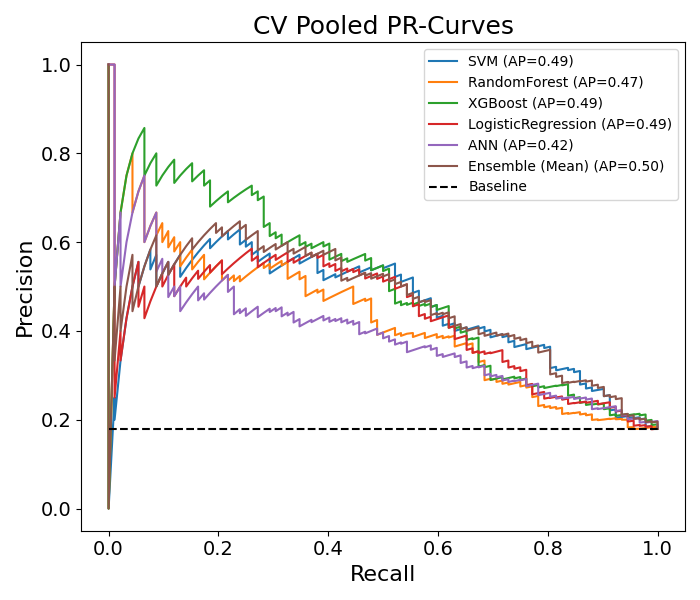 CV Pooled PR-Curves
SVM (AP=0.49)
RandomForest (AP=0.47)
XGBoost (AP=0.49)
LogisticRegression (AP=0.49)
ANN (AP=0.42)
Ensemble (Mean) (AP=0.50)
Baseline
Precision
1.0
0.8
0.6
0.4
0.2
0.0
0.0 0.2 0.4 0.6 0.8 1.0
Recall